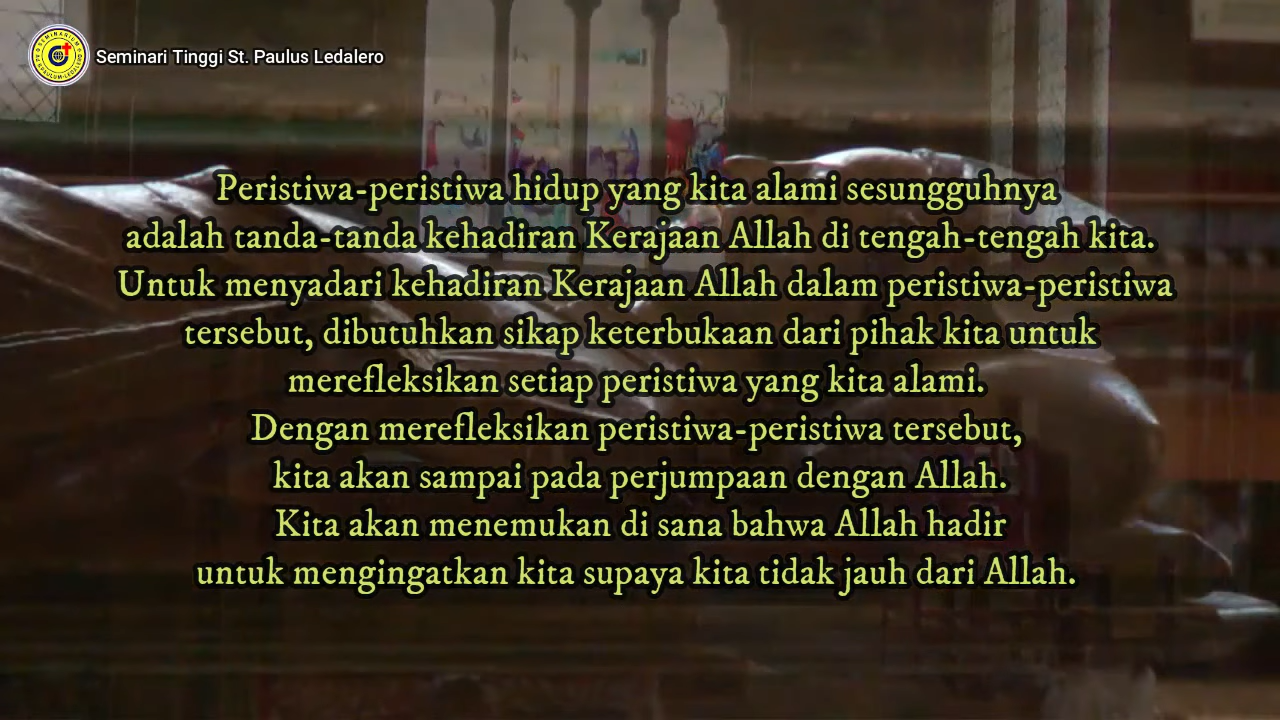 Seminari Tinggi St. Paulus Ledalero
Peristiwa-peristiwa hidup yang kita alami sesungguhnya
adalah tanda-tanda kehadiran Kerajaan Allah di tengah-tengah kita.
Untuk menyadari kehadiran Kerajaan Allah dalam peristiwa-peristiwa
tersebut, dibutuhkan sikap keterbukaan dari pihak kita untuk
merefleksikan setiap peristiwa yang kita alami.
Dengan merefleksikan peristiwa-peristiwa tersebut,
kita akan sampai pada perjumpaan dengan Allah.
Kita akan menemukan di sana bahwa Allah hadir
untuk mengingatkan kita supaya kita tidak jauh dari Allah.